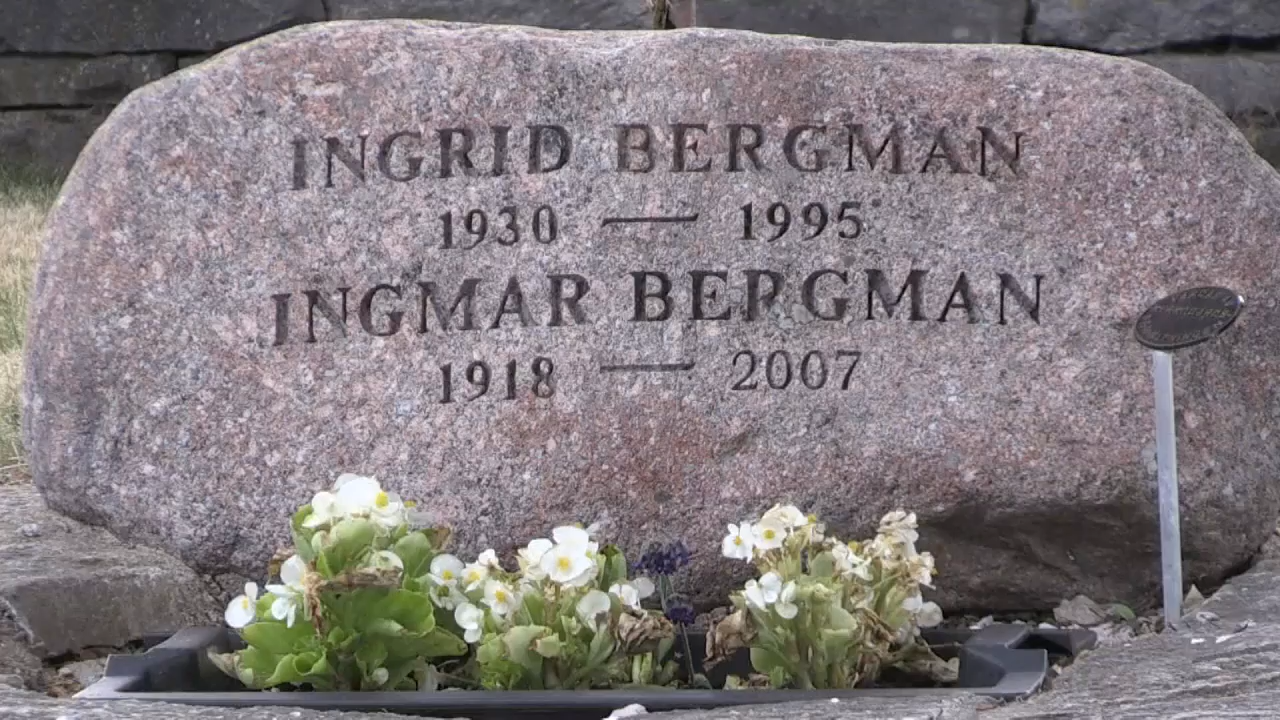 INGRID BERGMAN
1930 — 1995
INGMAR BERGMAN
1918 — 2007